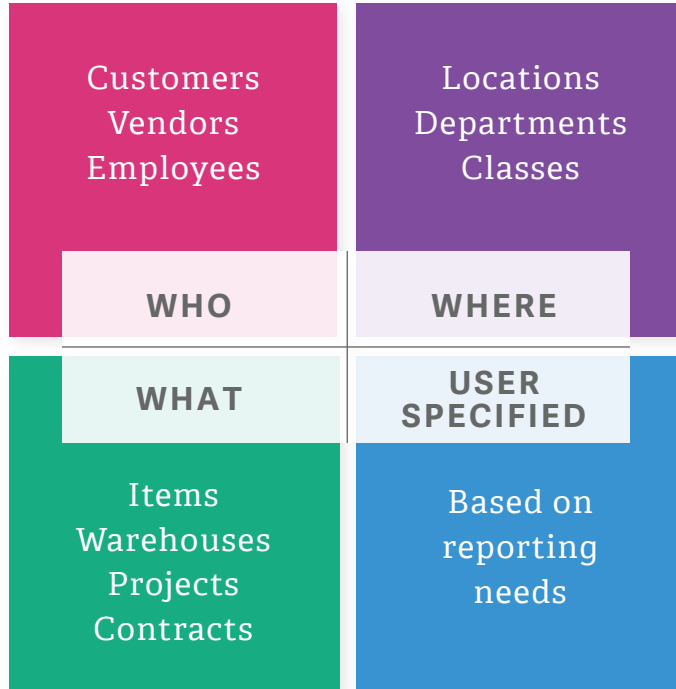 Customers
Vendors
Employees
WHO
Locations
Departments
Classes
WHERE
WHAT
Items
Warehouses
Projects
Contracts
USER
SPECIFIED
Based on
reporting
needs